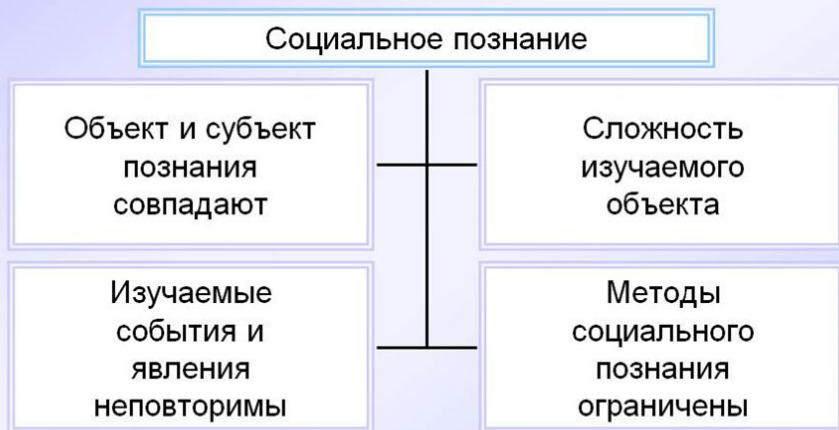 Социальное познание
Объект и субъект
познания
совпадают
Сложность
изучаемого
объекта
Изучаемые
события и
явления
неповторимы
Методы
социального
познания
ограничены